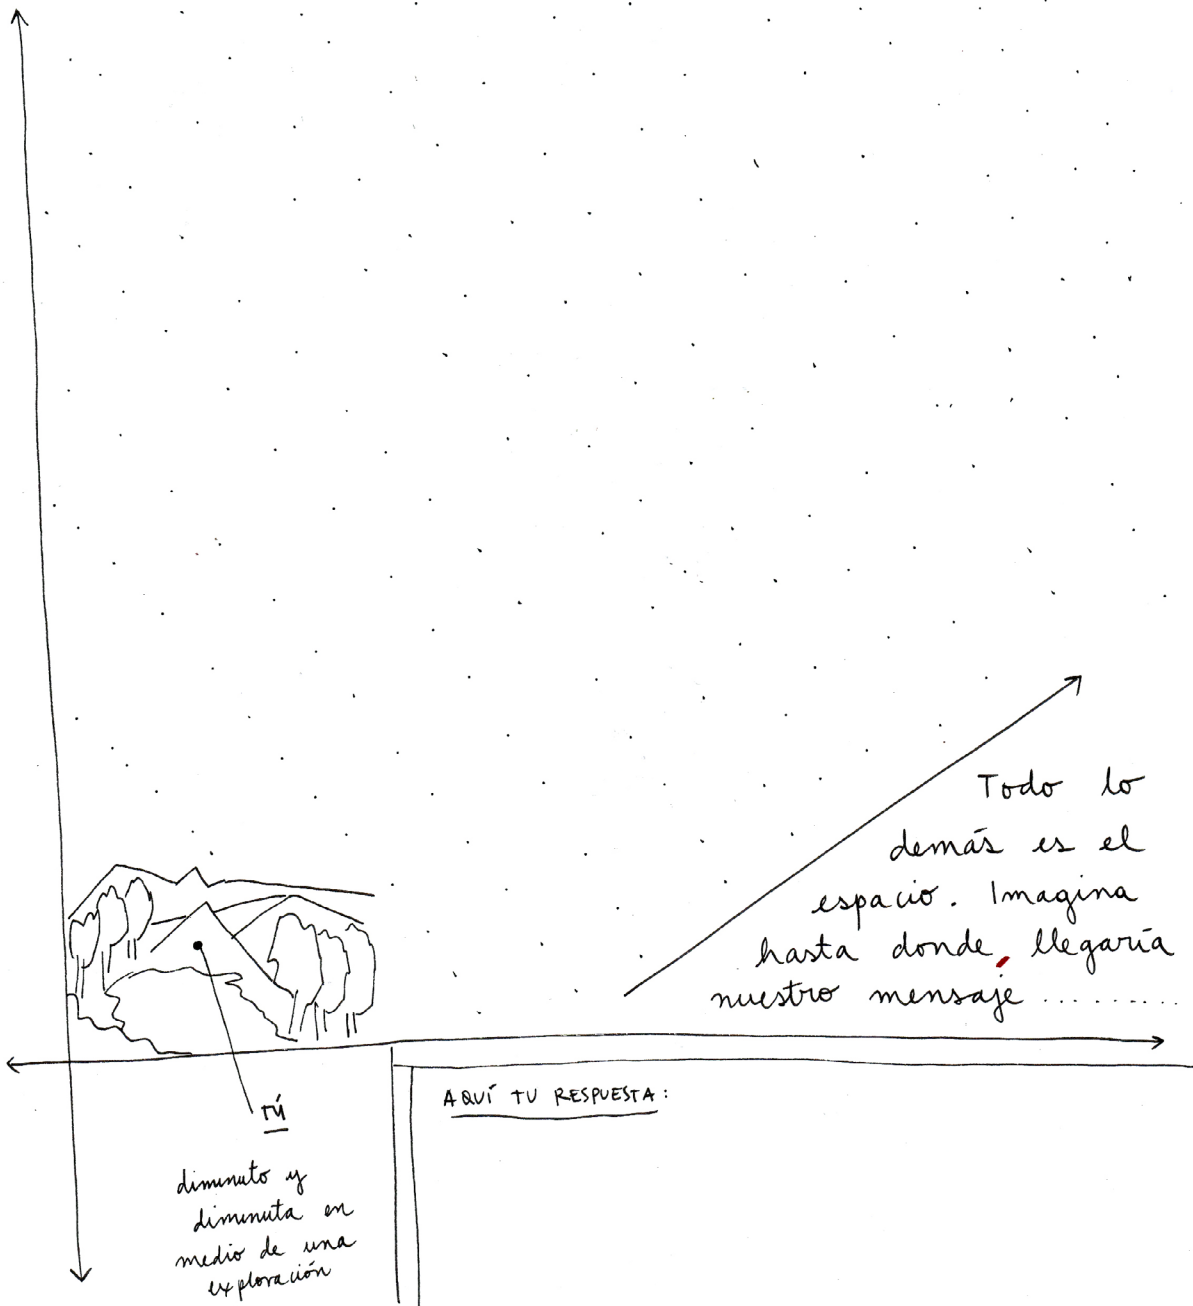 Todo lo
demás es el
espacio. Imagina
hasta donde, llegaría
nuestro mensaje ..........
AQUÍ TU RESPUESTA:
TÚ
diminuto y
diminuta en
medio de una
exploración